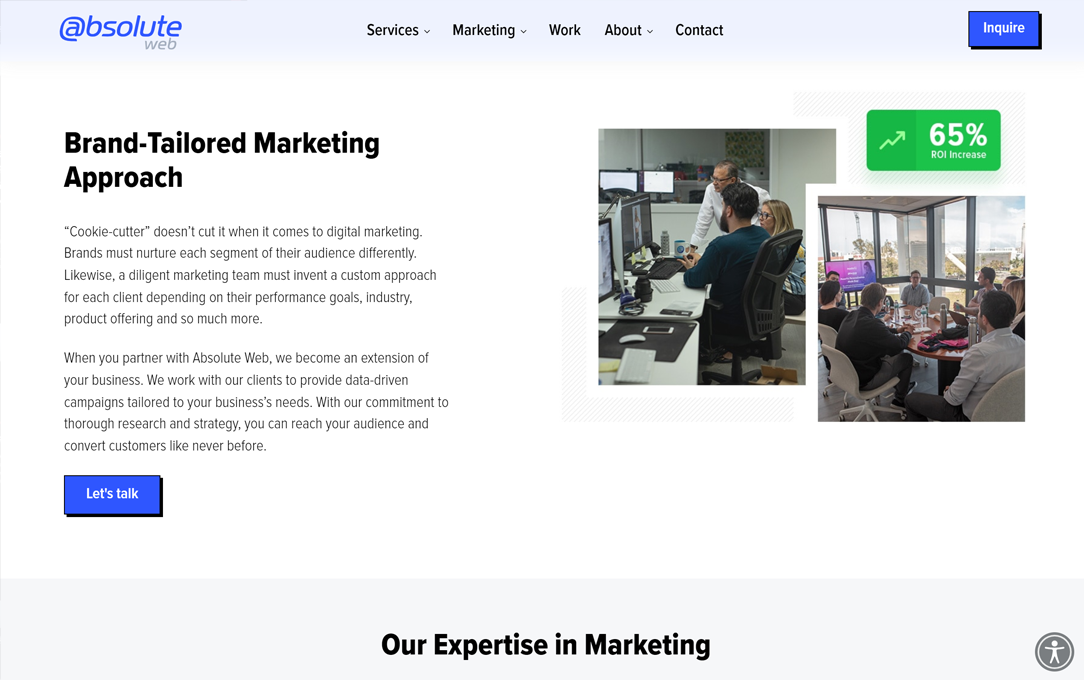 @bsolute
web
Services
Marketing
Work
About
Contact
Inquire
Brand-Tailored Marketing
Approach
“Cookie-cutter” doesn’t cut it when it comes to digital marketing.
Brands must nurture each segment of their audience differently.
Likewise, a diligent marketing team must invent a custom approach
for each client depending on their performance goals, industry,
product offering and so much more.
When you partner with Absolute Web, we become an extension of
your business. We work with our clients to provide data-driven
campaigns tailored to your business’s needs. With our commitment to
thorough research and strategy, you can reach your audience and
convert customers like never before.
Let's talk
65%
ROI Increase
Our Expertise in Marketing